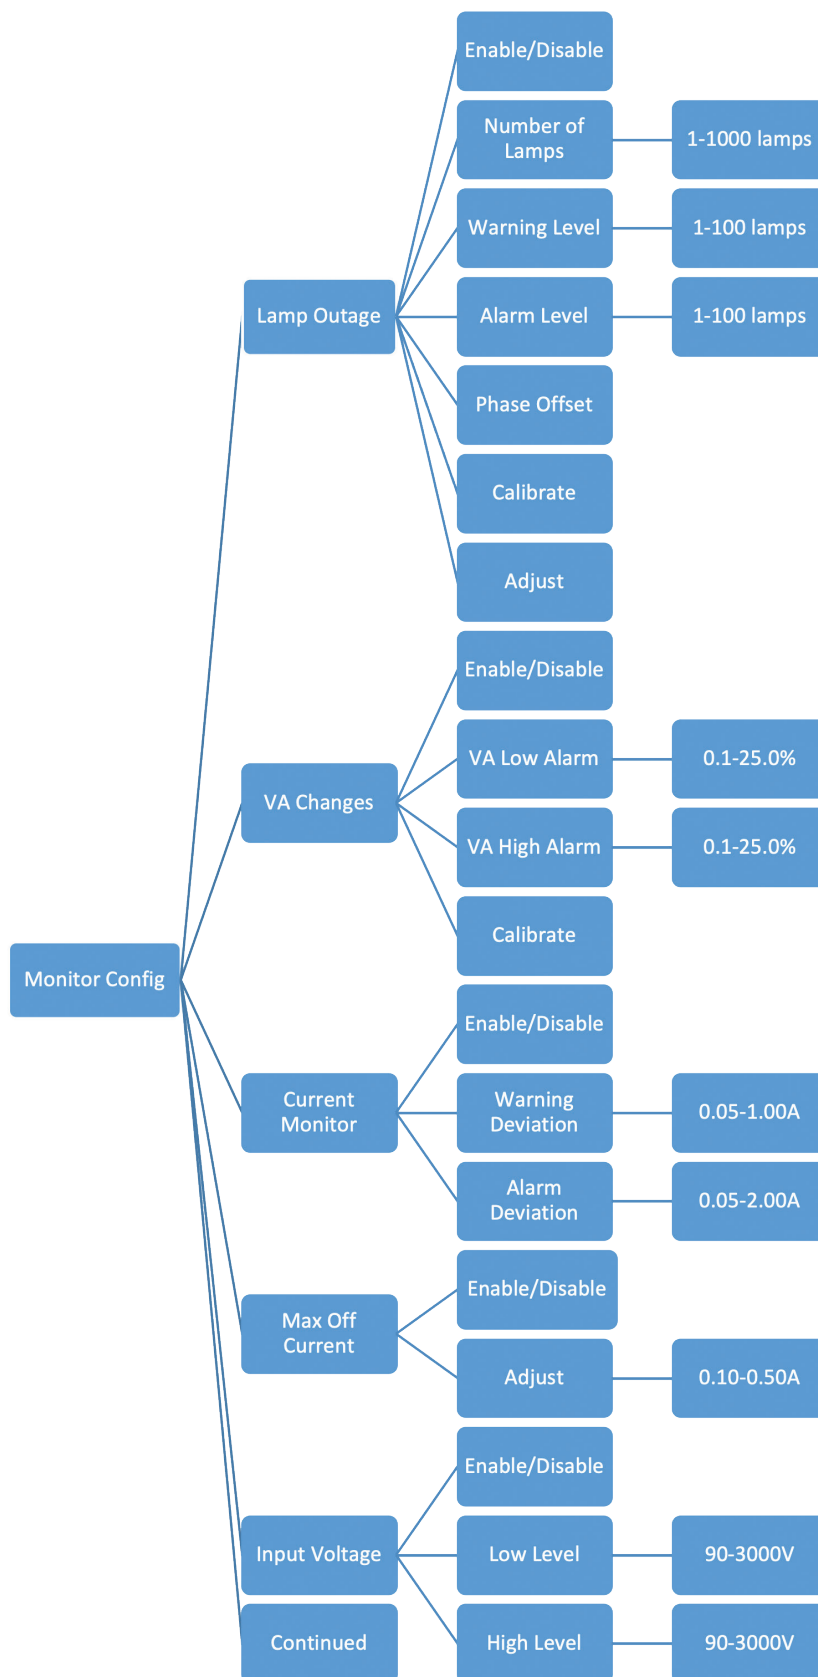 Monitor Config
Lamp Outage
Enable/Disable
Number of
Lamps
1-1000 lamps
Warning Level
1-100 lamps
Alarm Level
1-100 lamps
Phase Offset
Calibrate
Adjust
VA Changes
Enable/Disable
VA Low Alarm
0.1-25.0%
VA High Alarm
0.1-25.0%
Calibrate
Current
Monitor
Enable/Disable
Warning
Deviation
0.05-1.00A
Alarm
Deviation
0.05-2.00A
Max Off
Current
Enable/Disable
Adjust
0.10-0.50A
Input Voltage
Enable/Disable
Low Level
90-3000V
High Level
90-3000V
Continued